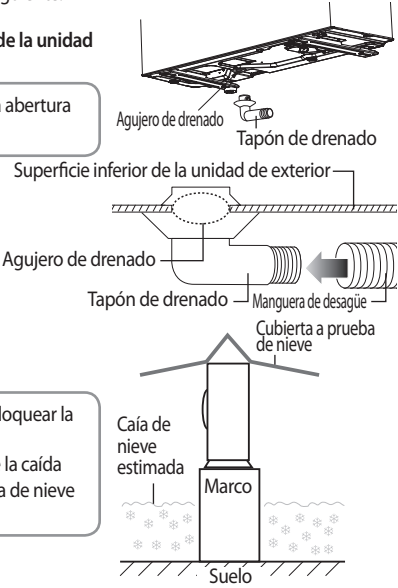 de la unidad
abertura
Agujero de drenado
Tapón de drenado
Superficie inferior de la unidad de exterior
Agujero de drenado
Tapón de drenado
Manguera de desagüe
Cubierta a prueba
de nieve
loquear la
la caída
a de nieve
Caía de
nieve
estimada
Marco
Suelo